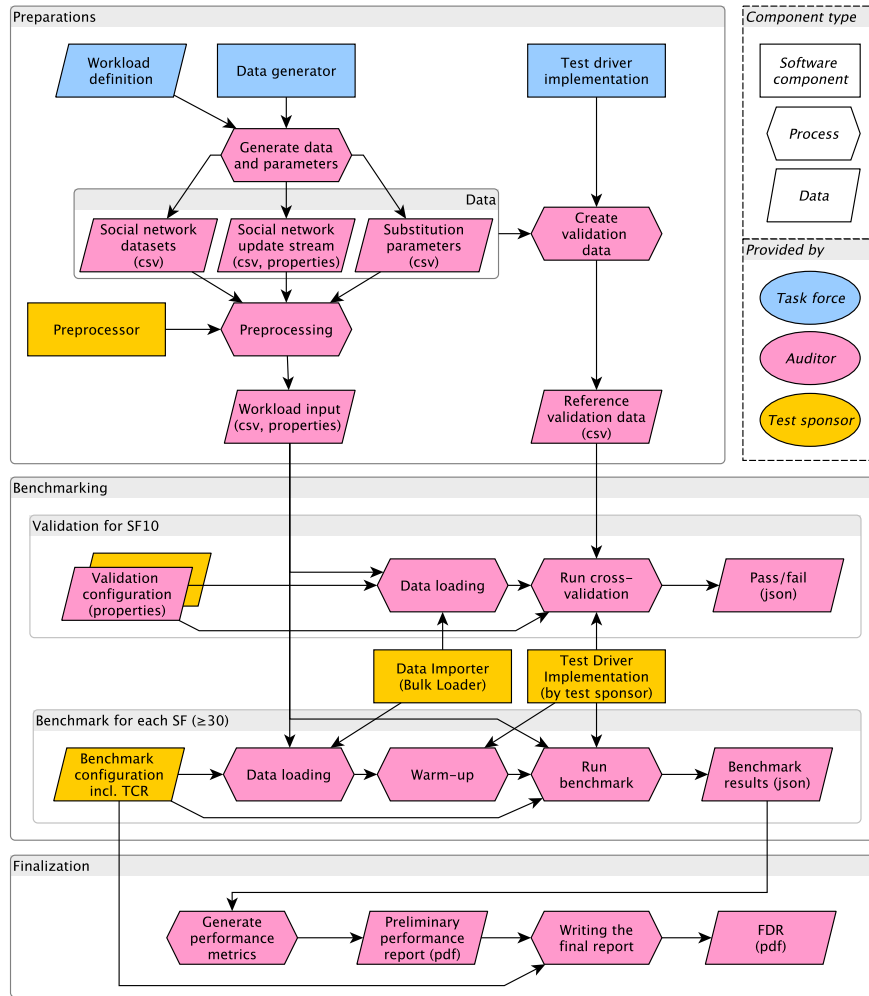 Preparations
Workload
definition
Data generator
Test driver
implementation
Generate data
and parameters
Data
Social network
datasets
(csv)
Social network
update stream
(csv, properties)
Substitution
parameters
(csv)
Create
validation
data
Preprocessor
Preprocessing
Workload input
(csv, properties)
Reference
validation data
(csv)
Component type
Software
component
Process
Data
Provided by
Task force
Auditor
Test sponsor
Benchmarking
Validation for SF10
Validation
configuration
(properties)
Data loading
Run cross-
validation
Pass/fail
(json)
Data Importer
(Bulk Loader)
Test Driver
Implementation
(by test sponsor)
Benchmark for each SF (≥30)
Benchmark
configuration
incl. TCR
Data loading
Warm-up
Run
benchmark
Benchmark
results (json)
Finalization
Generate
performance
metrics
Preliminary
performance
report (pdf)
Writing the
final report
FDR
(pdf)